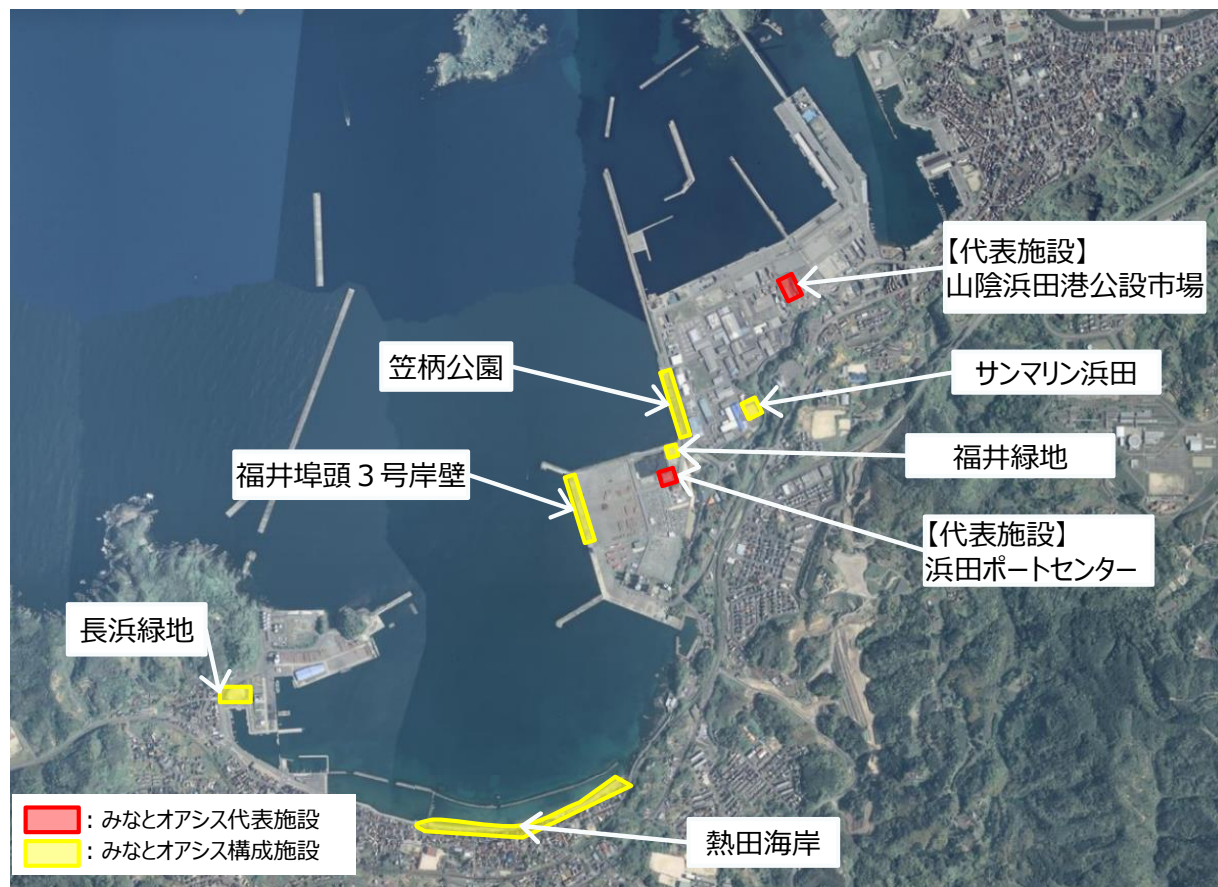 【代表施設】
山陰浜田港公設市場
笠柄公園
サンマリン浜田
福井緑地
福井埠頭３号岸壁
【代表施設】
浜田ポートセンター
長浜緑地
熱田海岸
：みなとオアシス代表施設
：みなとオアシス構成施設